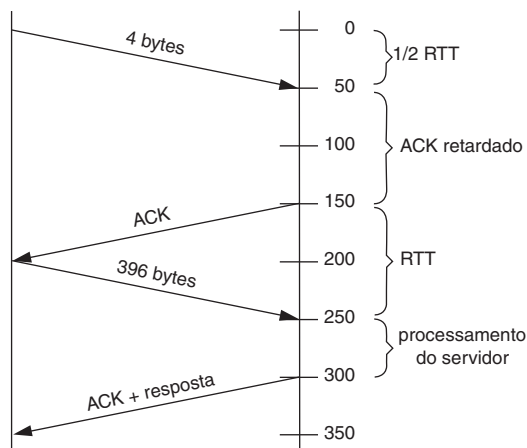 0
4 bytes
1/2 RTT
50
100
ACK retardado
150
ACK
200
RTT
396 bytes
250
processamento
do servidor
300
ACK + resposta
350